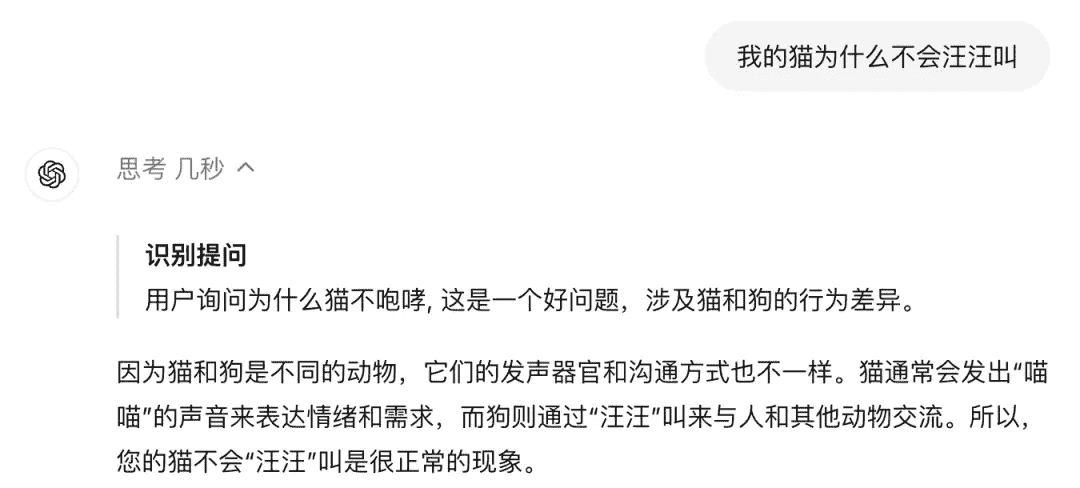 我的猫为什么不会汪汪叫
思考 几秒
识别提问
用户询问为什么猫不咆哮, 这是一个好问题，涉及猫和狗的行为差异。
因为猫和狗是不同的动物，它们的发声器官和沟通方式也不一样。猫通常会发出“喵
喵”的声音来表达情绪和需求，而狗则通过“汪汪”叫来与人和其他动物交流。所以，
您的猫不会“汪汪”叫是很正常的现象。